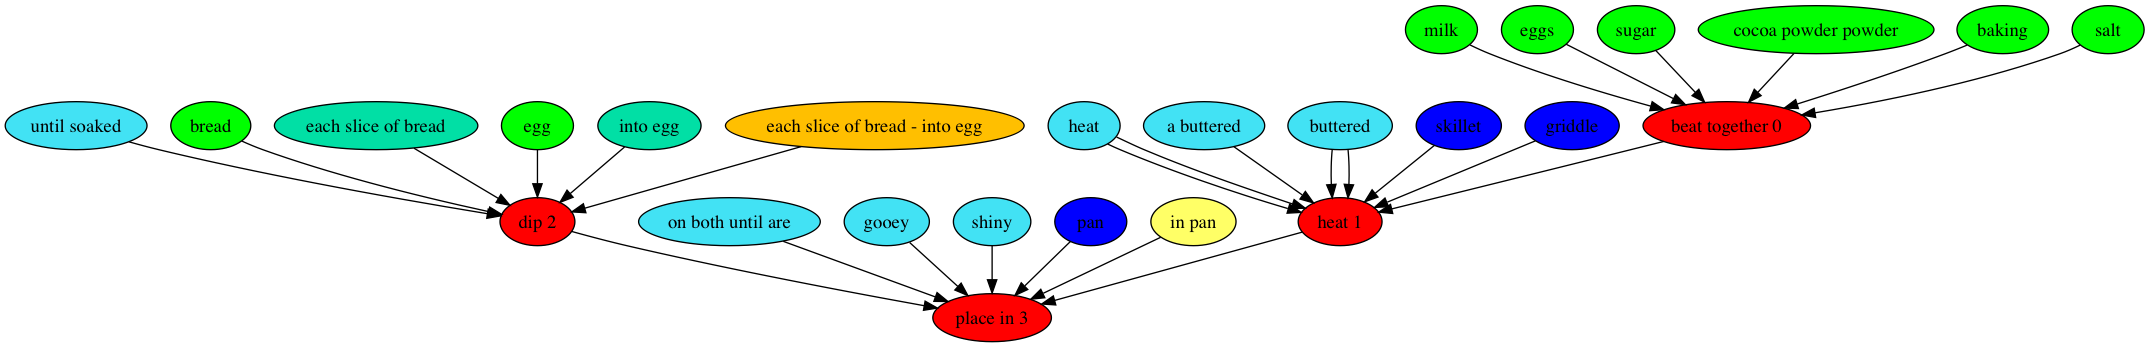 milk
eggs
sugar
cocoa powder powder
baking
salt
until soaked
bread
each slice of bread
egg
into egg
each slice of bread - into egg
heat
a buttered
buttered
skillet
griddle
beat together 0
dip 2
on both until are
gooey
shiny
pan
in pan
heat 1
place in 3